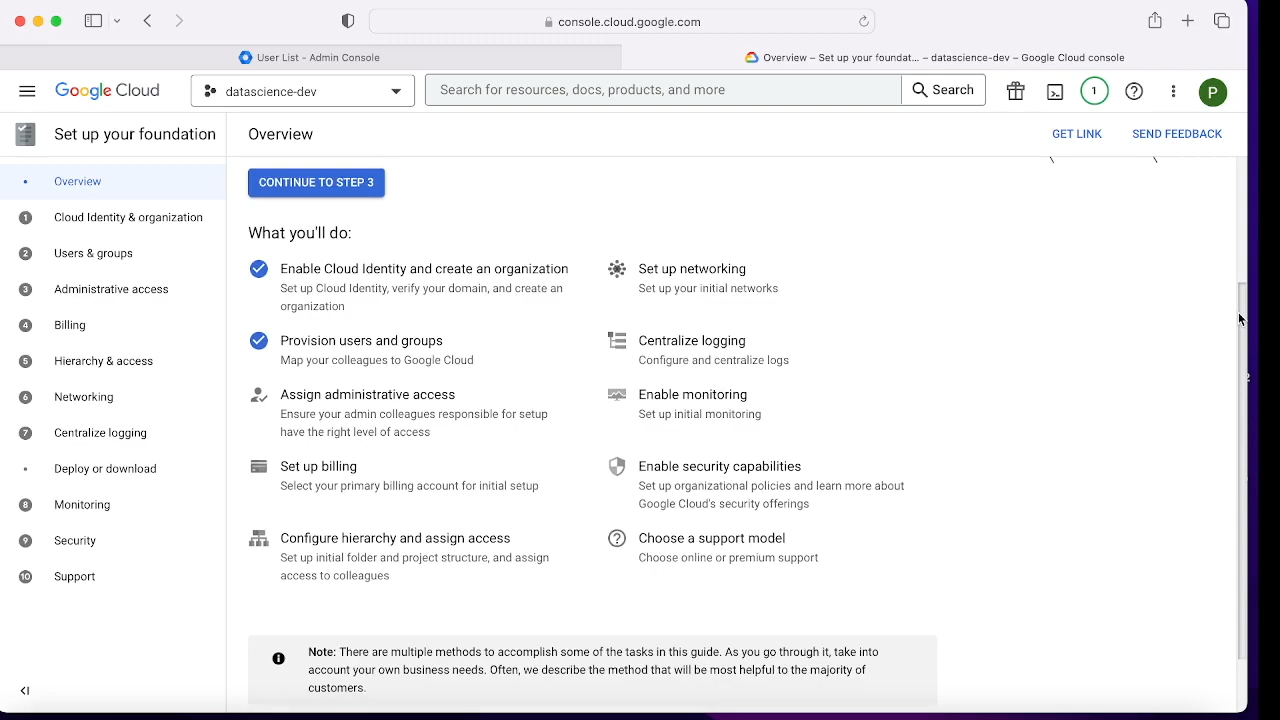 console.cloud.google.com
User List - Admin Console
Overview – Set up your foundat... – datascience-dev – Google Cloud console
Google Cloud
datascience-dev
Search for resources, docs, products, and more
Search
1
P
Set up your foundation
Overview
GET LINK
SEND FEEDBACK
Overview
1 Cloud Identity & organization
2 Users & groups
3 Administrative access
4 Billing
5 Hierarchy & access
6 Networking
7 Centralize logging
Deploy or download
8 Monitoring
9 Security
10 Support
CONTINUE TO STEP 3
What you'll do:
Enable Cloud Identity and create an organization
Set up Cloud Identity, verify your domain, and create an
organization
Provision users and groups
Map your colleagues to Google Cloud
Assign administrative access
Ensure your admin colleagues responsible for setup
have the right level of access
Set up billing
Select your primary billing account for initial setup
Configure hierarchy and assign access
Set up initial folder and project structure, and assign
access to colleagues
Set up networking
Set up your initial networks
Centralize logging
Configure and centralize logs
Enable monitoring
Set up initial monitoring
Enable security capabilities
Set up organizational policies and learn more about
Google Cloud's security offerings
Choose a support model
Choose online or premium support
Note: There are multiple methods to accomplish some of the tasks in this guide. As you go through it, take into
account your own business needs. Often, we describe the method that will be most helpful to the majority of
customers.